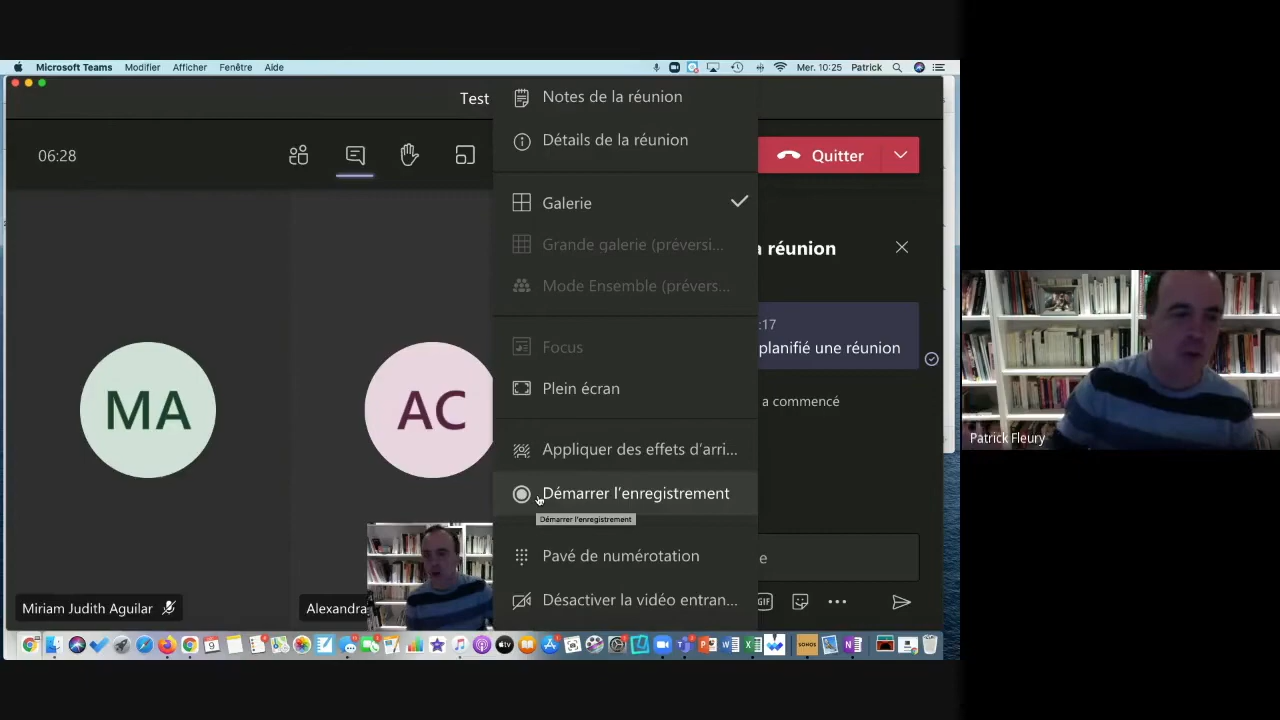 Microsoft Teams Modifier Afficher Fenêtre Aide
Mer. 10:25 Patrick
Test
Notes de la réunion
Détails de la réunion
06:28
Quitter
Galerie
Grande galerie (préversi...
Mode Ensemble (prévers...
a réunion
:17
planifié une réunion
Focus
Plein écran
a commencé
MA
AC
Appliquer des effets d'arri...
Démarrer l'enregistrement
Démarrer l'enregistrement
Pavé de numérotation
e
Désactiver la vidéo entran...
GIF
Miriam Judith Aguilar
Alexandra
Patrick Fleury
tv
SONOS